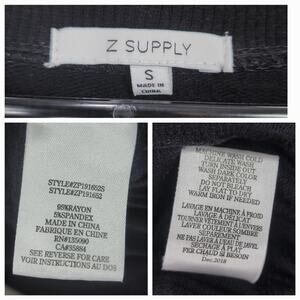 Z SUPPLY
S
MADE IN
CHINA
STYLE#ZP191652S
STYLE#ZP191652
95%RAYON
5%SPANDEX
MADE IN CHINA
FABRIQUE EN CHINE
RN#135090
CA#35884
SEE REVERSE FOR CARE
VOIR INSTRUCTIONS AU DOS
MACHINE WASH COLD
DELICATE WASH
TURN INSIDE OUT
WASH DARK COLOR
SEPARATELY
DO NOT BLEACH
LAY FLAT TO DRY
WARM IRON IF NEEDED
LAVAGE EN MACHINE À FROID
LAVAGE DÉLICAT
TOURNER VÊTEMENT À L'ENVERS
LAVAGE COULEUR SOMBRE
SÉPARÉMENT
NE PAS LAVER À L'EAU DE JAVEL
SÉCHAGE À PLAT
FER CHAUD SI BESOIN
Dec.2018